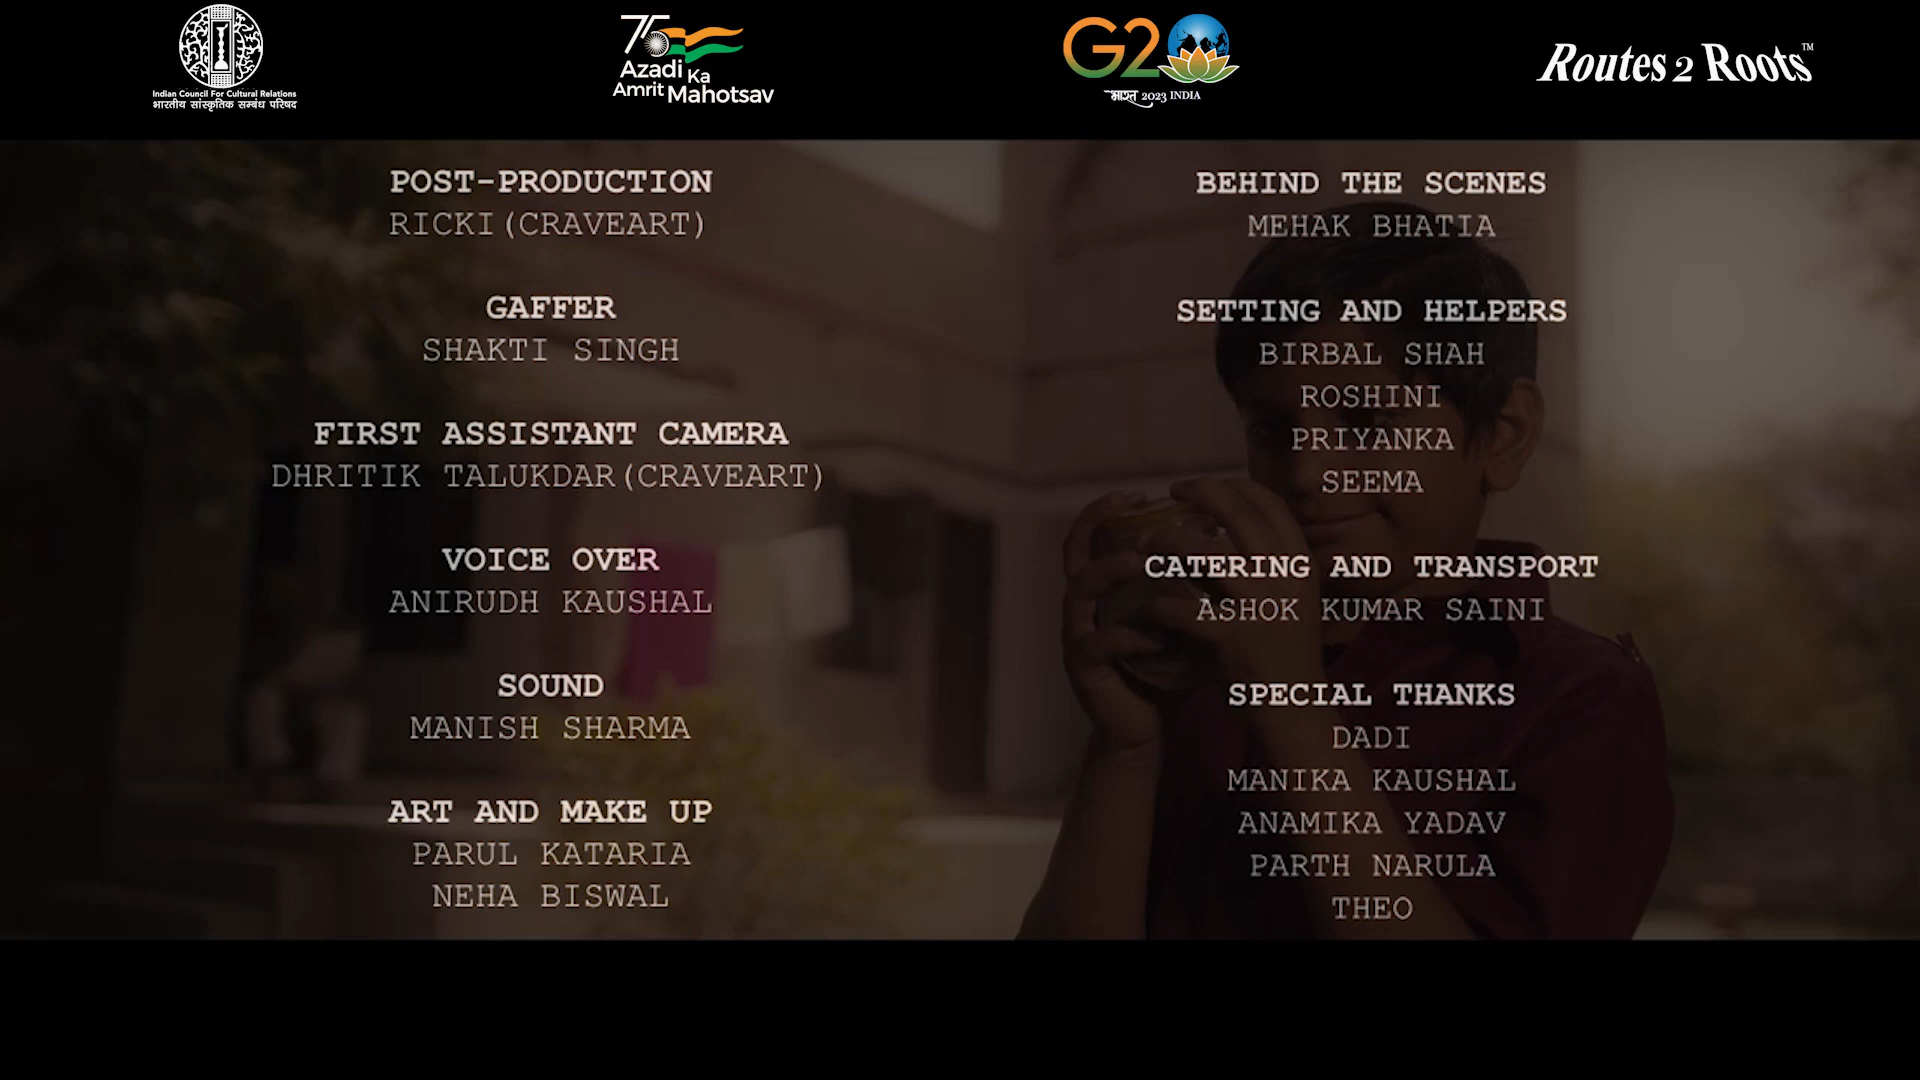 Indian Council For Cultural Relations
भारतीय सांस्कृतिक सम्बंध परिषद
75
Azadi Ka
Amrit Mahotsav
G20
भारत 2023 INDIA
Routes 2 Roots™
POST-PRODUCTION
RICKI(CRAVEART)
GAFFER
SHAKTI SINGH
FIRST ASSISTANT CAMERA
DHRITIK TALUKDAR(CRAVEART)
VOICE OVER
ANIRUDH KAUSHAL
SOUND
MANISH SHARMA
ART AND MAKE UP
PARUL KATARIA
NEHA BISWAL
BEHIND THE SCENES
MEHAK BHATIA
SETTING AND HELPERS
BIRBAL SHAH
ROSHINI
PRIYANKA
SEEMA
CATERING AND TRANSPORT
ASHOK KUMAR SAINI
SPECIAL THANKS
DADI
MANIKA KAUSHAL
ANAMIKA YADAV
PARTH NARULA
THEO